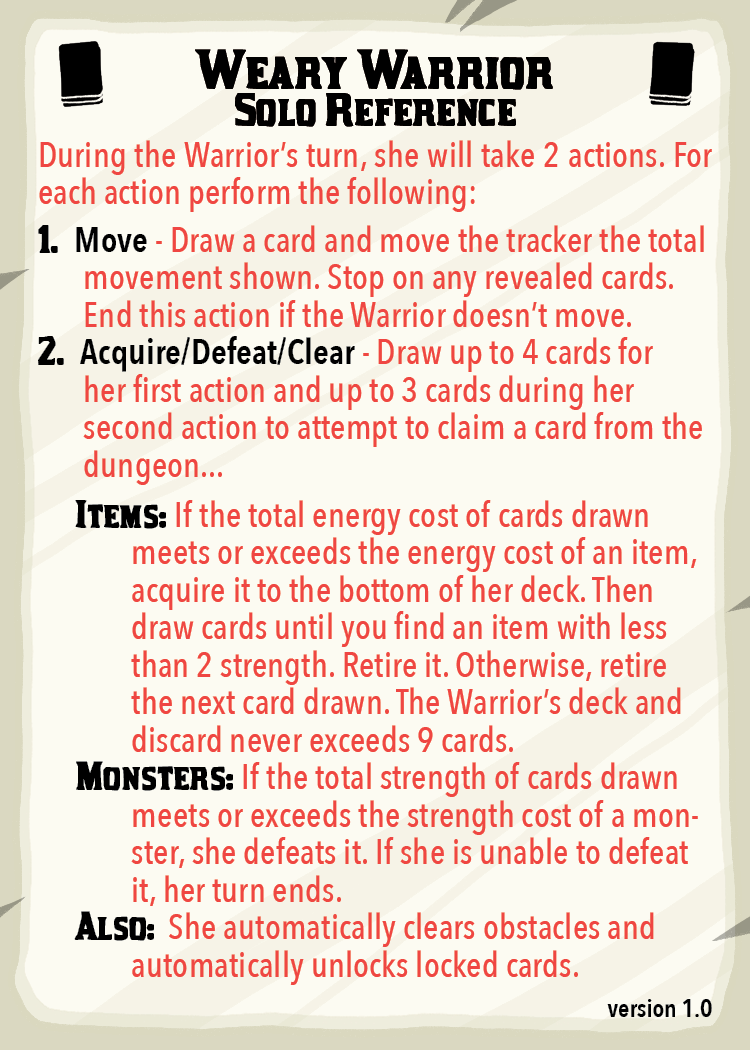 Weary Warrior
Solo Reference
During the Warrior’s turn, she will take 2 actions. For
each action perform the following:
1. Move - Draw a card and move the tracker the total
movement shown. Stop on any revealed cards.
End this action if the Warrior doesn’t move.
2. Acquire/Defeat/Clear - Draw up to 4 cards for
her first action and up to 3 cards during her
second action to attempt to claim a card from the
dungeon...
Items: If the total energy cost of cards drawn
meets or exceeds the energy cost of an item,
acquire it to the bottom of her deck. Then
draw cards until you find an item with less
than 2 strength. Retire it. Otherwise, retire
the next card drawn. The Warrior’s deck and
discard never exceeds 9 cards.
Monsters: If the total strength of cards drawn
meets or exceeds the strength cost of a mon-
ster, she defeats it. If she is unable to defeat
it, her turn ends.
Also: She automatically clears obstacles and
automatically unlocks locked cards.
version 1.0